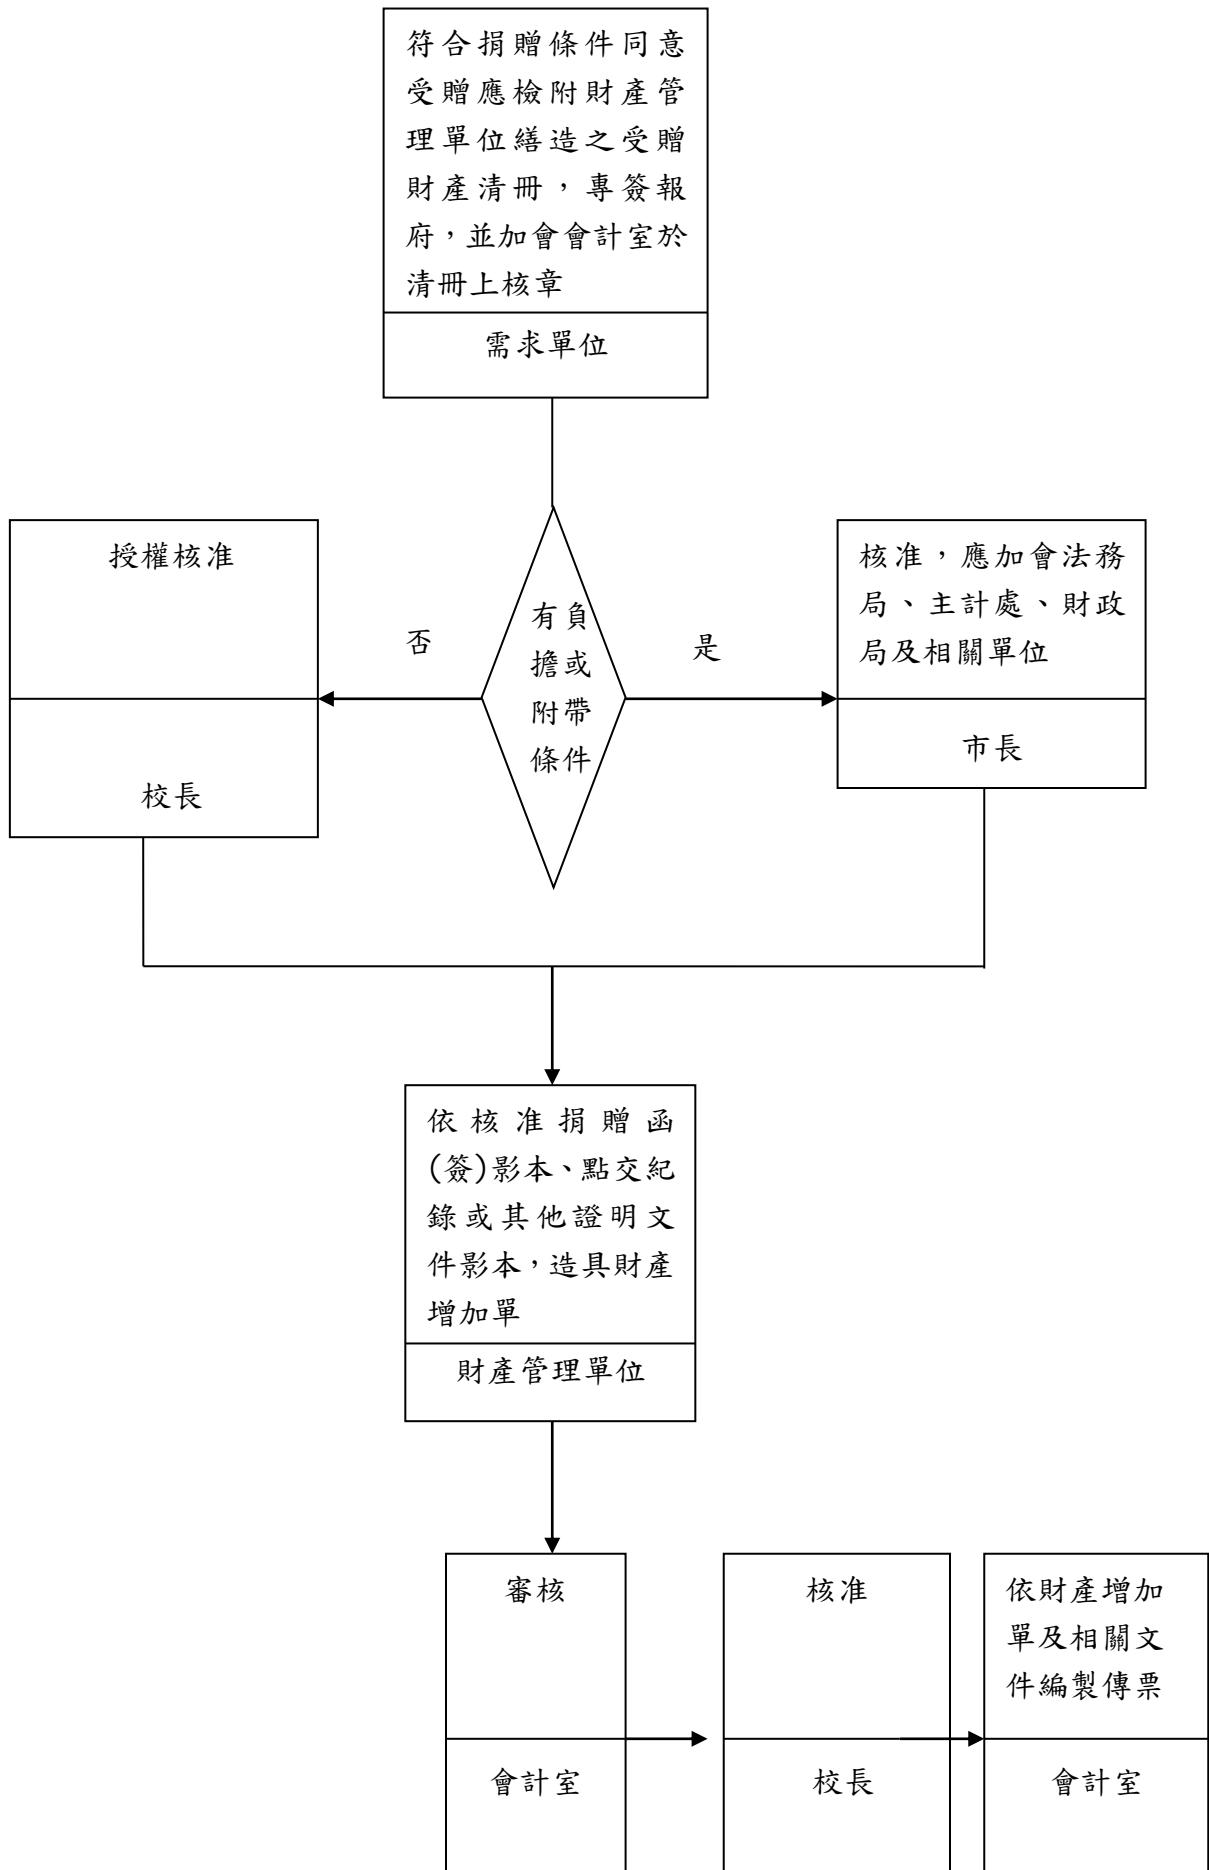 符合捐贈條件同意
受贈應檢附財產管
理單位繕造之受贈
財產清冊，專簽報
府，並加會會計室於
清冊上核章
需求單位
授權核准
校長
否
有負
擔或
附帶
條件
是
核准，應加會法務
局、主計處、財政
局及相關單位
市長
依核准捐贈函
(簽)影本、點交紀
錄或其他證明文
件影本，造具財產
增加單
財產管理單位
審核
會計室
核准
校長
依財產增加
單及相關文
件編製傳票
會計室